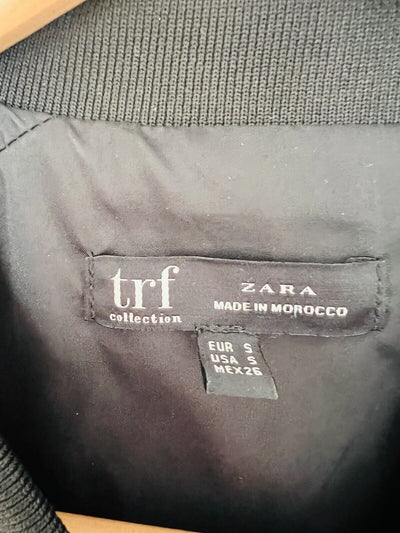 trf
collection
ZARA
MADE IN MOROCCO
EUR S
USA S
MEX26